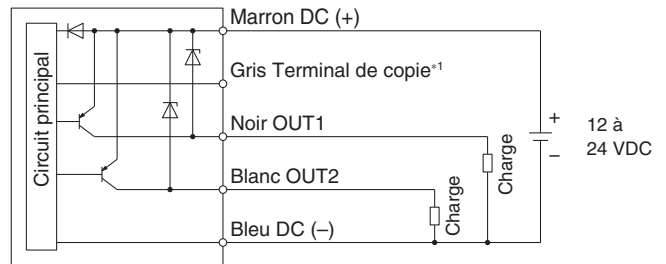 Marron DC (+)
Gris Terminal de copie*1
Circuit principal
Noir OUT1
Blanc OUT2
Bleu DC (–)
Charge
Charge
+
–
12 à
24 VDC